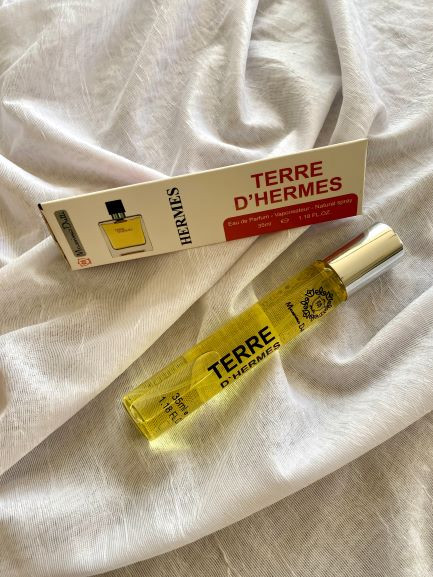 TERRE
D'HERMES
Eau de Parfum - Vaporisateur - Natural spray
35ml 1.18 FL.OZ.
HERMES
TERRE
D'HERMES
35ml e
1.18 FL